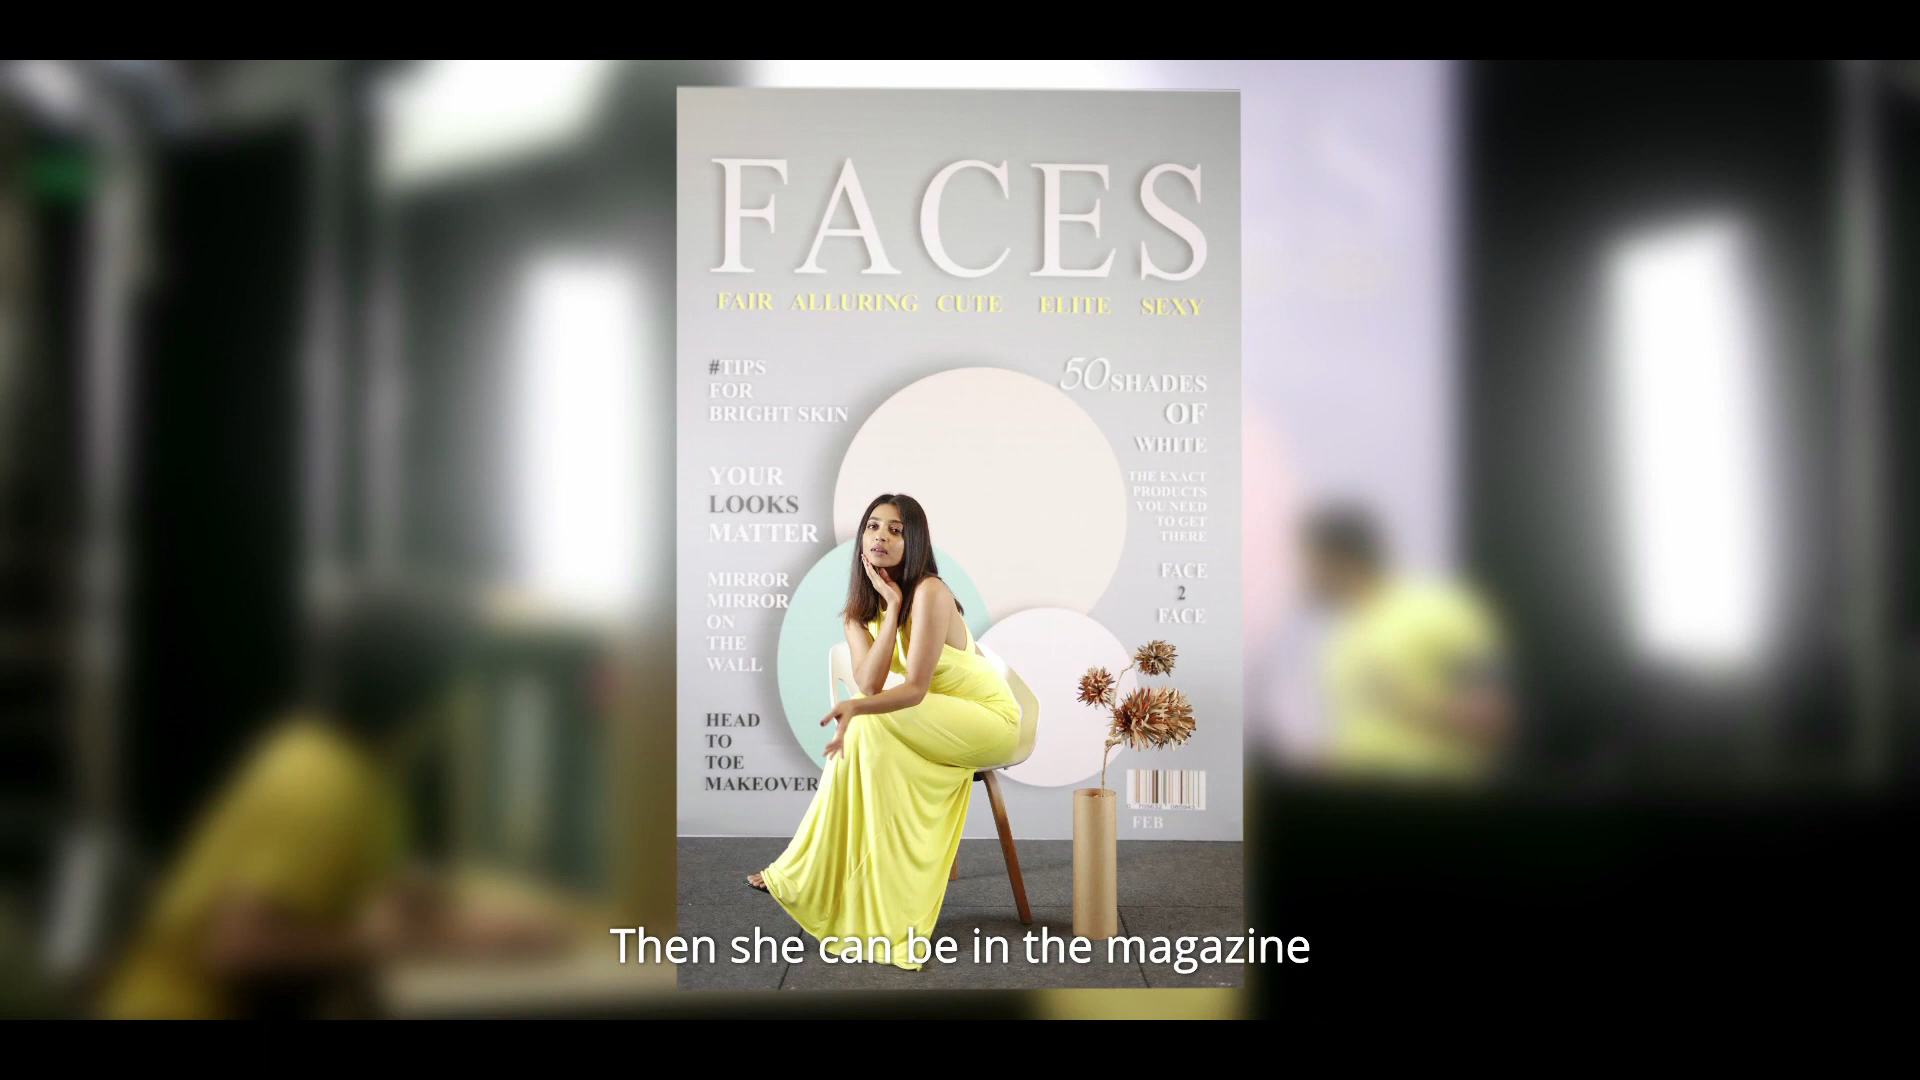 FACES
FAIR ALLURING CUTE ELITE SEXY
#TIPS
FOR
BRIGHT SKIN
YOUR
LOOKS
MATTER
MIRROR
MIRROR
ON
THE
WALL
HEAD
TO
TOE
MAKEOVER
50 SHADES
OF
WHITE
THE EXACT
PRODUCTS
YOU NEED
TO GET
THERE
FACE
2
FACE
FEB
Then she can be in the magazine